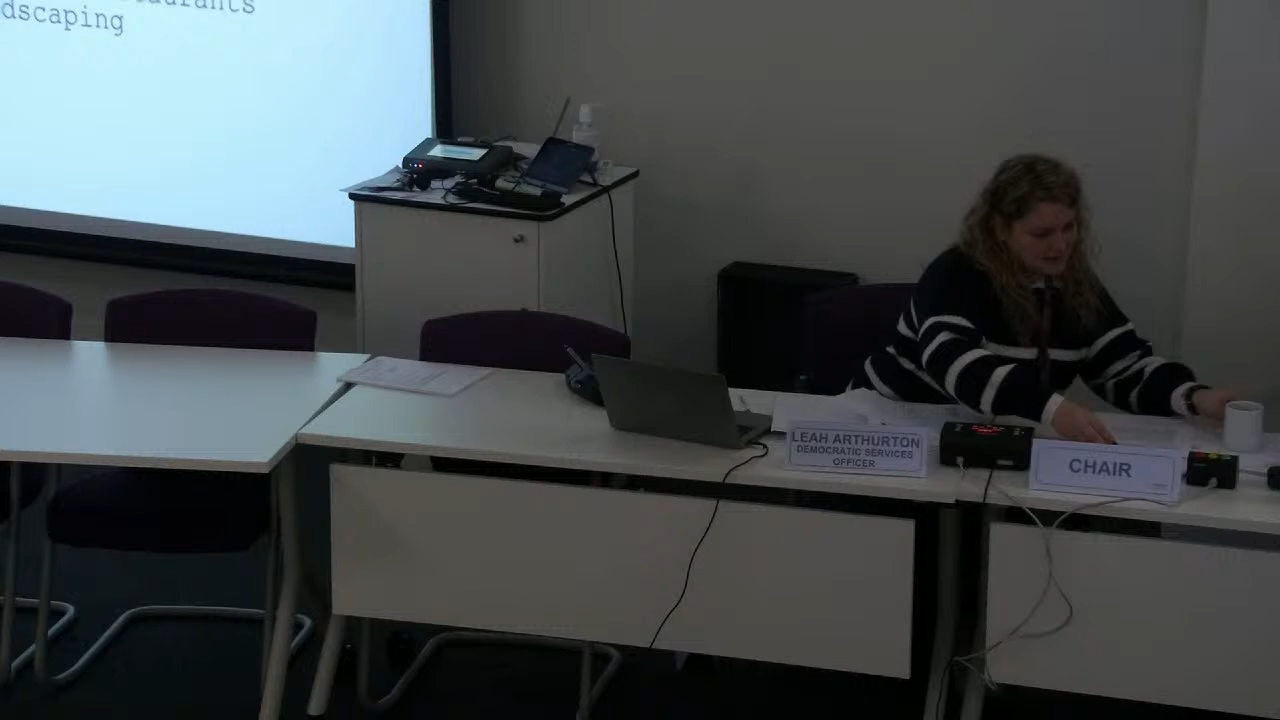 dscaping
LEAH ARTHURTON
DEMOCRATIC SERVICES
OFFICER
CHAIR